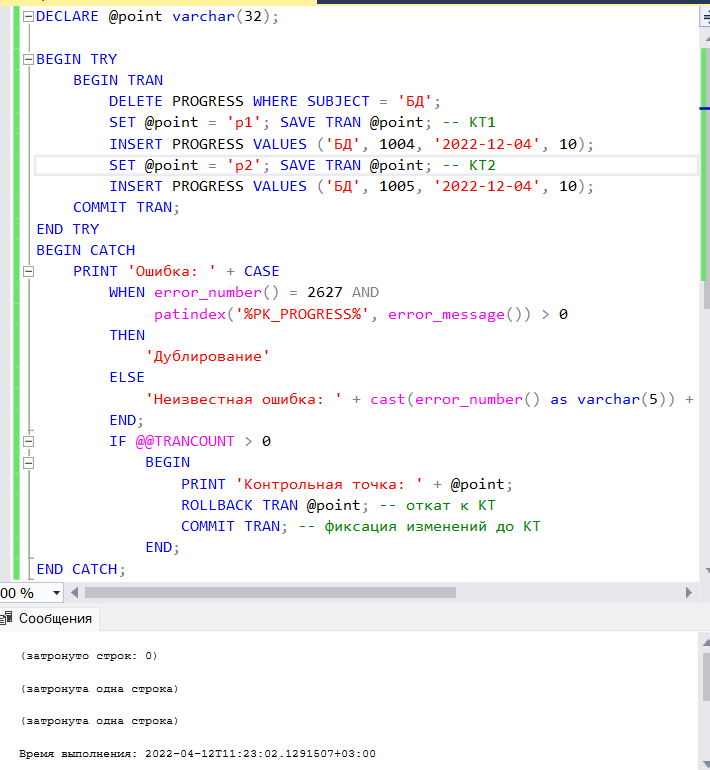 DECLARE @point varchar(32);
BEGIN TRY
BEGIN TRAN
DELETE PROGRESS WHERE SUBJECT = 'БД';
SET @point = 'p1'; SAVE TRAN @point; -- КТ1
INSERT PROGRESS VALUES ('БД', 1004, '2022-12-04', 10);
SET @point = 'p2'; SAVE TRAN @point; -- КТ2
INSERT PROGRESS VALUES ('БД', 1005, '2022-12-04', 10);
COMMIT TRAN;
END TRY
BEGIN CATCH
PRINT 'Ошибка: ' + CASE
WHEN error_number() = 2627 AND
patindex('%PK_PROGRESS%', error_message()) > 0
THEN
'Дублирование'
ELSE
'Неизвестная ошибка: ' + cast(error_number() as varchar(5)) +
END;
IF @@TRANCOUNT > 0
BEGIN
PRINT 'Контрольная точка: ' + @point;
ROLLBACK TRAN @point; -- откат к КТ
COMMIT TRAN; -- фиксация изменений до КТ
END;
END CATCH;
00 %
Сообщения
(затронуто строк: 0)
(затронута одна строка)
(затронута одна строка)
Время выполнения: 2022-04-12T11:23:02.1291507+03:00